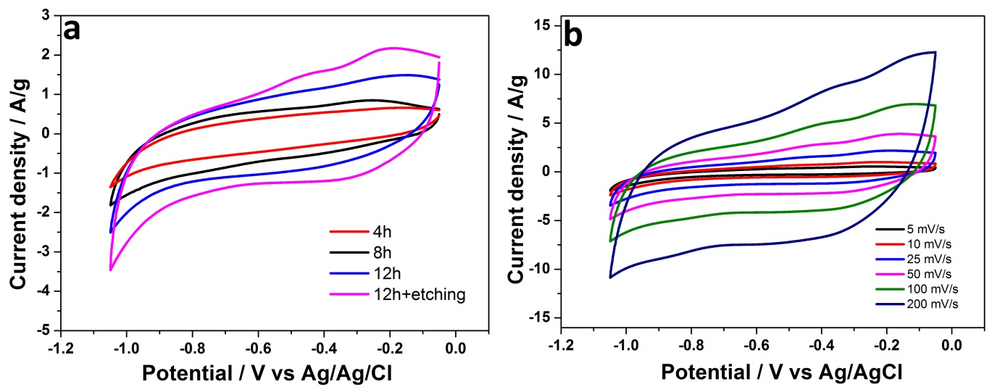 a
3
2
1
0
-1
-2
-3
-4
-5
Current density / A/g
-1.2 -1.0 -0.8 -0.6 -0.4 -0.2 0.0
Potential / V vs Ag/Ag/Cl
4h
8h
12h
12h+etching
b
15
10
5
0
-5
-10
-15
Current density / A/g
-1.2 -1.0 -0.8 -0.6 -0.4 -0.2 0.0
Potential / V vs Ag/AgCl
5 mV/s
10 mV/s
25 mV/s
50 mV/s
100 mV/s
200 mV/s